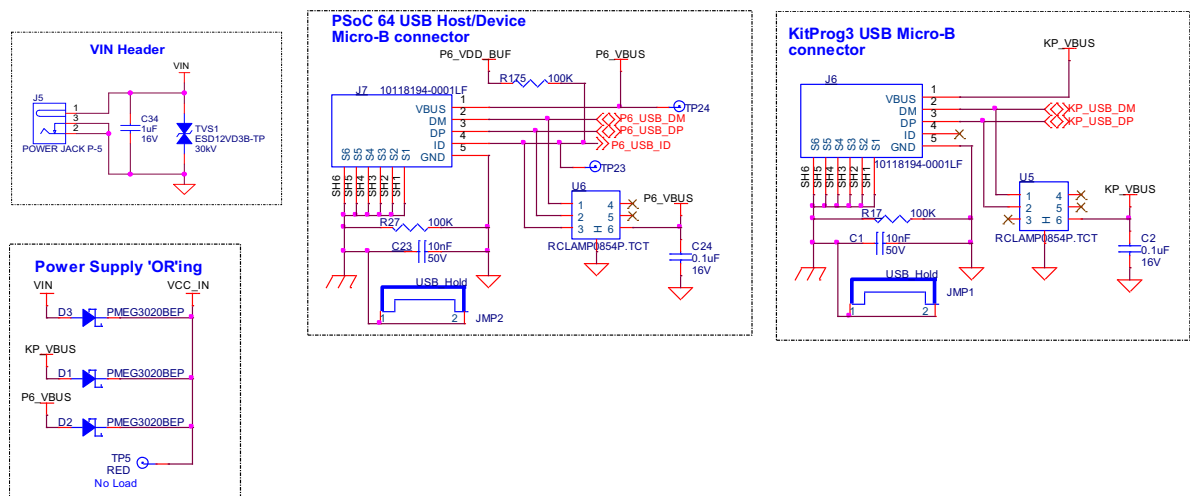 VIN Header
VIN
J5
1
3
2
POWER JACK P-5
C34
1uF
16V
TVS1
ESD12VD3B-TP
30kV
Power Supply 'OR'ing
VIN
VCC_IN
D3
PMEG3020BEP
KP_VBUS
D1
PMEG3020BEP
P6_VBUS
D2
PMEG3020BEP
TP5
RED
No Load
PSoC 64 USB Host/Device
Micro-B connector
P6_VDD_BUF
P6_VBUS
R175
100K
J7
10118194-0001LF
VBUS
1
DM
2
DP
3
ID
4
GND
5
TP24
P6_USB_DM
P6_USB_DP
P6_USB_ID
TP23
S6
S5
S4
S3
S2
S1
SH6
SH5
SH4
SH3
SH2
SH1
R27
100K
C23
10nF
50V
U6
1
2
3
4
5
H
6
RCLAMP0854P.TCT
P6_VBUS
C24
0.1uF
16V
USB_Hold
1
2
JMP2
KitProg3 USB Micro-B
connector
KP_VBUS
J6
VBUS
1
DM
2
DP
3
ID
4
GND
5
10118194-0001LF
KP_USB_DM
KP_USB_DP
S6
S5
S4
S3
S2
S1
SH6
SH5
SH4
SH3
SH2
SH1
R17
100K
C1
10nF
50V
U5
1
2
3
4
5
H
6
RCLAMP0854P.TCT
KP_VBUS
C2
0.1uF
16V
USB_Hold
1
2
JMP1